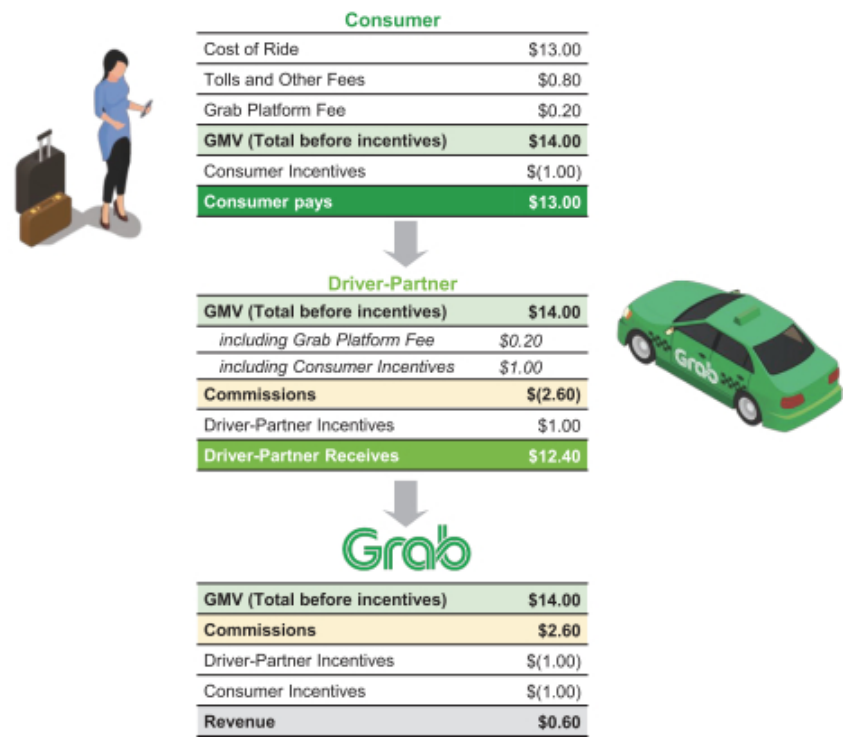 Consumer
Cost of Ride $13.00
Tolls and Other Fees $0.80
Grab Platform Fee $0.20
GMV (Total before incentives) $14.00
Consumer Incentives $(1.00)
Consumer pays $13.00
Driver-Partner
GMV (Total before incentives) $14.00
including Grab Platform Fee $0.20
including Consumer Incentives $1.00
Commissions $(2.60)
Driver-Partner Incentives $1.00
Driver-Partner Receives $12.40
Grab
Grab
GMV (Total before incentives) $14.00
Commissions $2.60
Driver-Partner Incentives $(1.00)
Consumer Incentives $(1.00)
Revenue $0.60